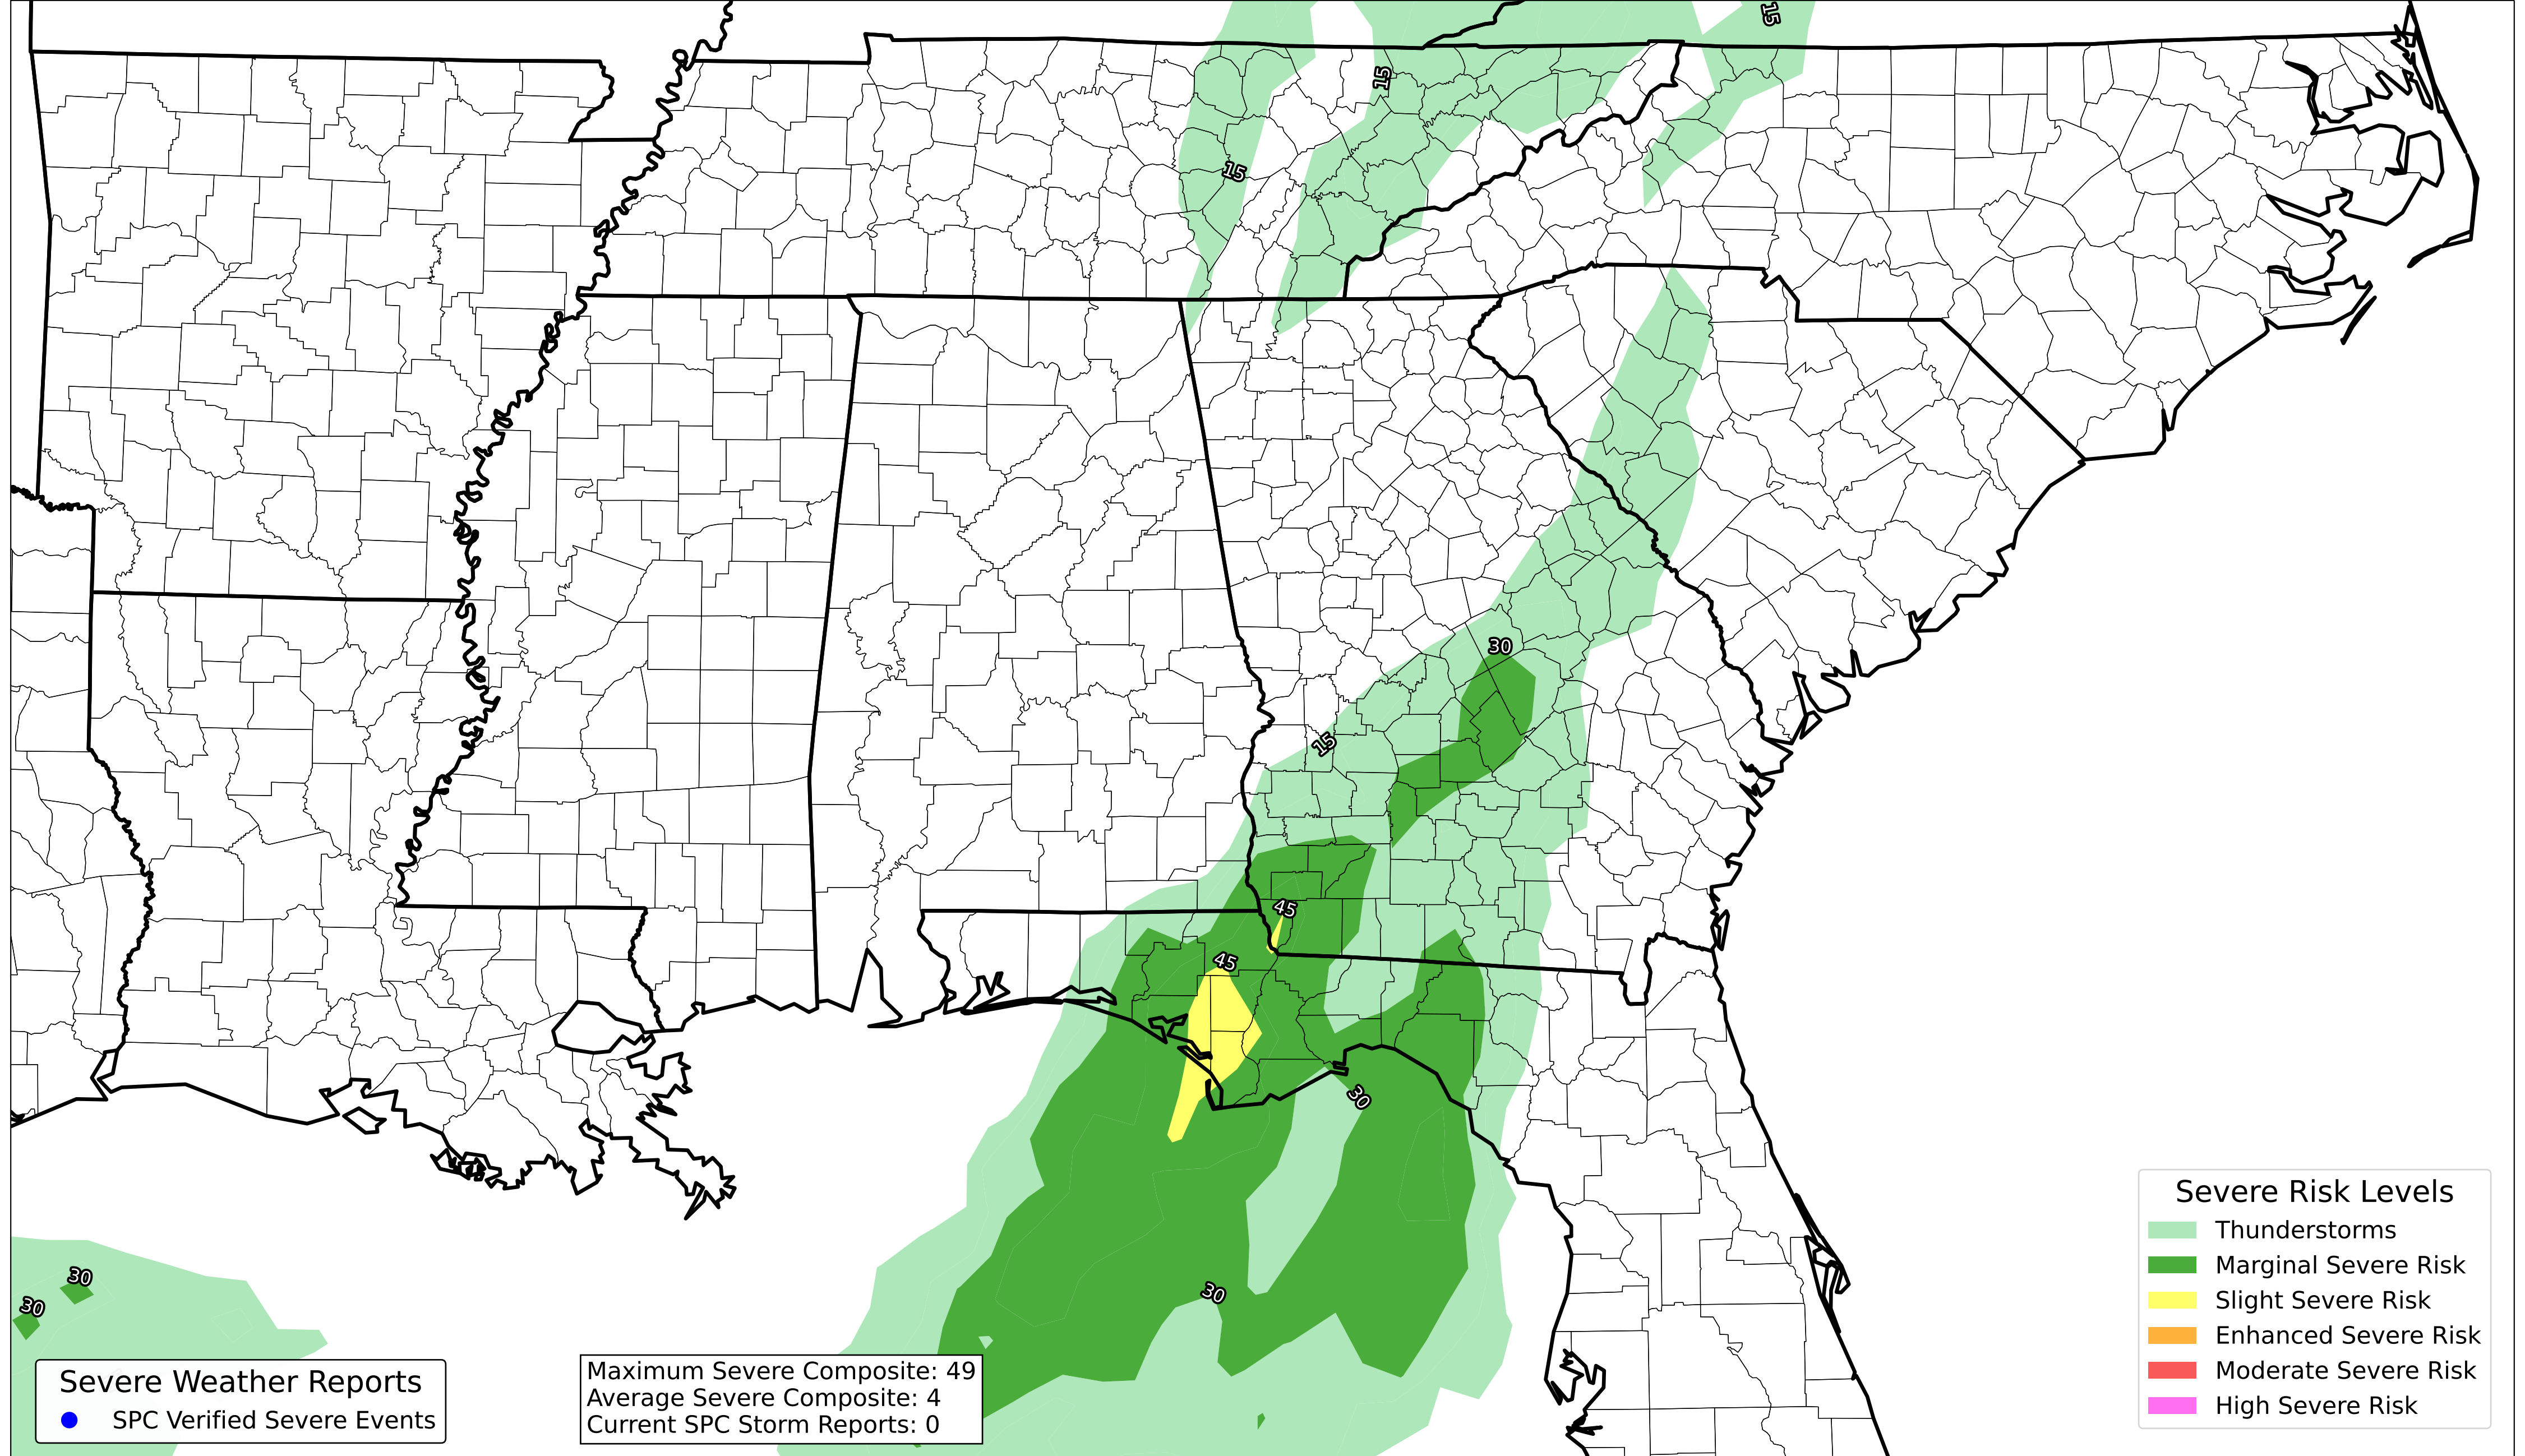 15
15
15
30
15
45
45
30
30
30
30
Severe Risk Levels
Thunderstorms
Marginal Severe Risk
Slight Severe Risk
Enhanced Severe Risk
Moderate Severe Risk
High Severe Risk
Severe Weather Reports
SPC Verified Severe Events
Maximum Severe Composite: 49
Average Severe Composite: 4
Current SPC Storm Reports: 0